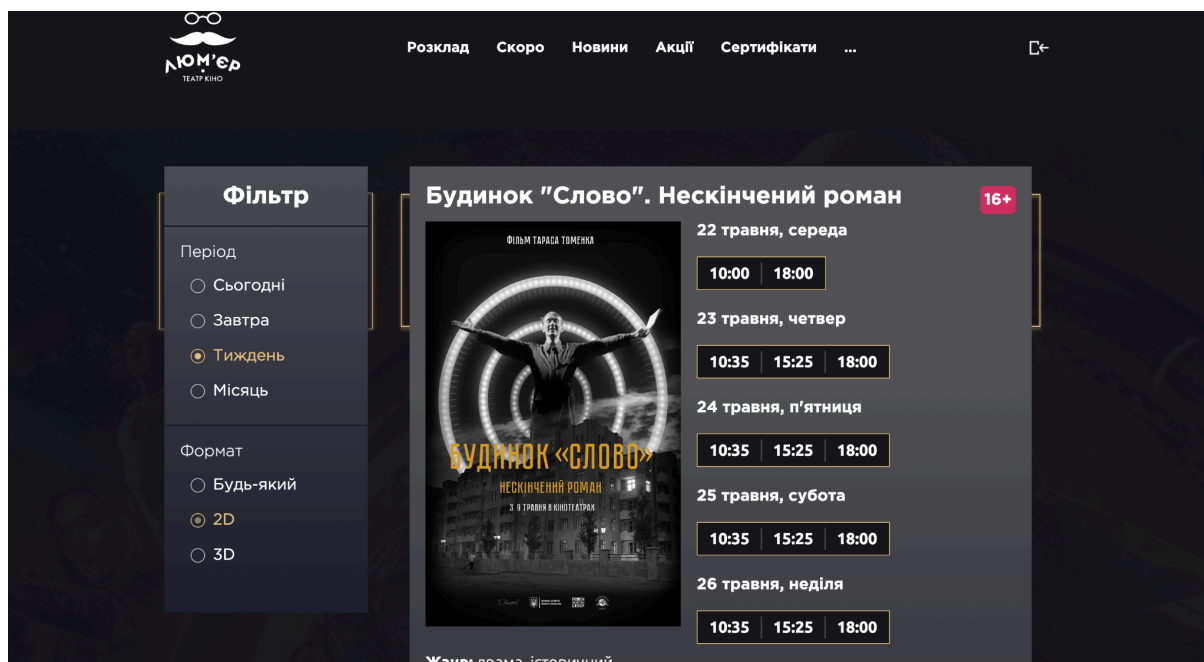 ЛЮМ'ЄР
ТЕАТР КІНО
Розклад Скоро Новини Акції Сертифікати ...
Фільтр
Період
Сьогодні
Завтра
Тиждень
Місяць
Формат
Будь-який
2D
3D
Будинок "Слово". Нескінчений роман
16+
ФІЛЬМ ТАРАСА ТОМЕНКА
БУДИНОК «СЛОВО»
НЕСКІНЧЕНИЙ РОМАН
З 9 ТРАВНЯ В КІНОТЕАТРАХ
22 травня, середа
10:00 18:00
23 травня, четвер
10:35 15:25 18:00
24 травня, п'ятниця
10:35 15:25 18:00
25 травня, субота
10:35 15:25 18:00
26 травня, неділя
10:35 15:25 18:00
Жанр: драма, історичний